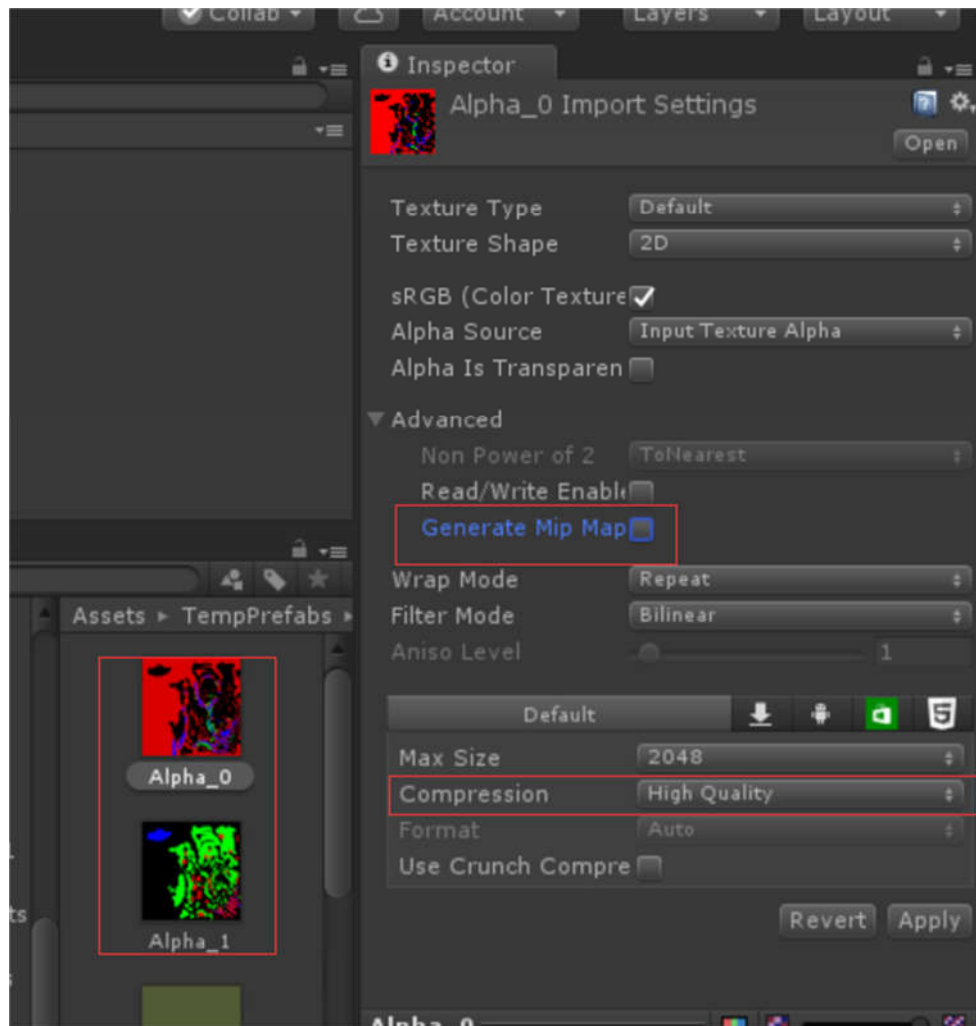 Collab Account Layers Layout
Inspector
Alpha_0 Import Settings
Open
Texture Type Default
Texture Shape 2D
sRGB (Color Texture
Alpha Source Input Texture Alpha
Alpha Is Transparen
Advanced
Non Power of 2 ToNearest
Read/Write Enable
Generate Mip Map
Wrap Mode Repeat
Filter Mode Bilinear
Aniso Level 1
Assets TempPrefabs
Alpha_0
Alpha_1
ts
s
Default
Max Size 2048
Compression High Quality
Format Auto
Use Crunch Compre
Revert Apply
Alpha_0